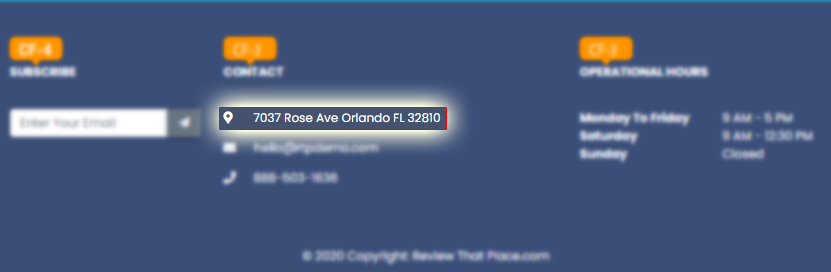 CF-4
CF-3
CF-3
SUBSCRIBE
CONTACT
OPERATIONAL HOURS
Enter Your Email
7037 Rose Ave Orlando FL 32810
hello@rtpdemo.com
888-503-1836
Monday To Friday 9 AM - 5 PM
Saturday 9 AM - 12:30 PM
Sunday Closed
© 2020 Copyright: Review That Place.com